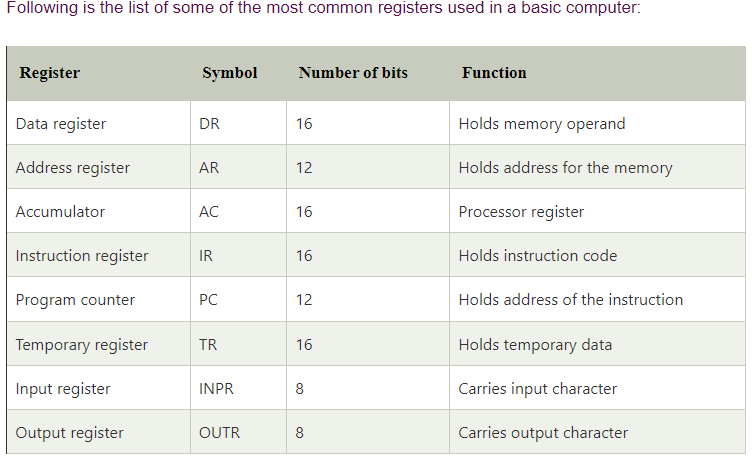 Following is the list of some of the most common registers used in a basic computer:
Register Symbol Number of bits Function
Data register DR 16 Holds memory operand
Address register AR 12 Holds address for the memory
Accumulator AC 16 Processor register
Instruction register IR 16 Holds instruction code
Program counter PC 12 Holds address of the instruction
Temporary register TR 16 Holds temporary data
Input register INPR 8 Carries input character
Output register OUTR 8 Carries output character